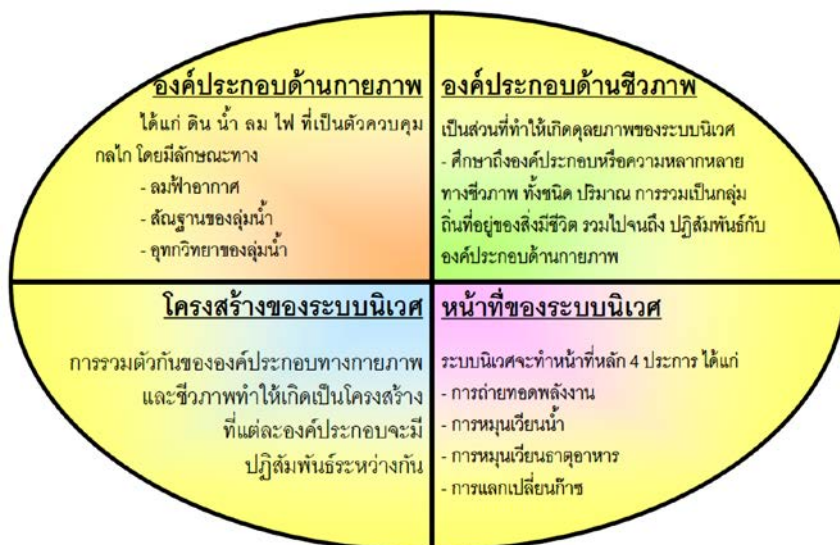 องค์ประกอบด้านกายภาพ
ได้แก่ ดิน น้ำ ลม ไฟ ที่เป็นตัวควบคุม
กลไก โดยมีลักษณะทาง
- ลมฟ้าอากาศ
- สัณฐานของลุ่มน้ำ
- อุทกวิทยาของลุ่มน้ำ
องค์ประกอบด้านชีวภาพ
เป็นส่วนที่ทำให้เกิดดุลยภาพของระบบนิเวศ
- ศึกษาถึงองค์ประกอบหรือความหลากหลาย
ทางชีวภาพ ทั้งชนิด ปริมาณ การรวมเป็นกลุ่ม
ถิ่นที่อยู่ของสิ่งมีชีวิต รวมไปจนถึง ปฏิสัมพันธ์กับ
องค์ประกอบด้านกายภาพ
โครงสร้างของระบบนิเวศ
การรวมตัวกันขององค์ประกอบทางกายภาพ
และชีวภาพทำให้เกิดเป็นโครงสร้าง
ที่แต่ละองค์ประกอบจะมี
ปฏิสัมพันธ์ระหว่างกัน
หน้าที่ของระบบนิเวศ
ระบบนิเวศจะทำหน้าที่หลัก 4 ประการ ได้แก่
- การถ่ายทอดพลังงาน
- การหมุนเวียนน้ำ
- การหมุนเวียนธาตุอาหาร
- การแลกเปลี่ยนก๊าซ